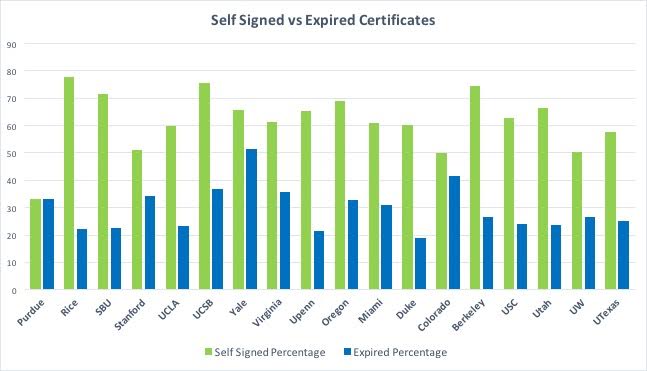 Self Signed vs Expired Certificates
90
80
70
60
50
40
30
20
10
0
Purdue
Rice
SBU
Stanford
UCLA
UCSB
Yale
Virginia
Upenn
Oregon
Miami
Duke
Colorado
Berkeley
USC
Utah
UW
UTexas
Self Signed Percentage
Expired Percentage